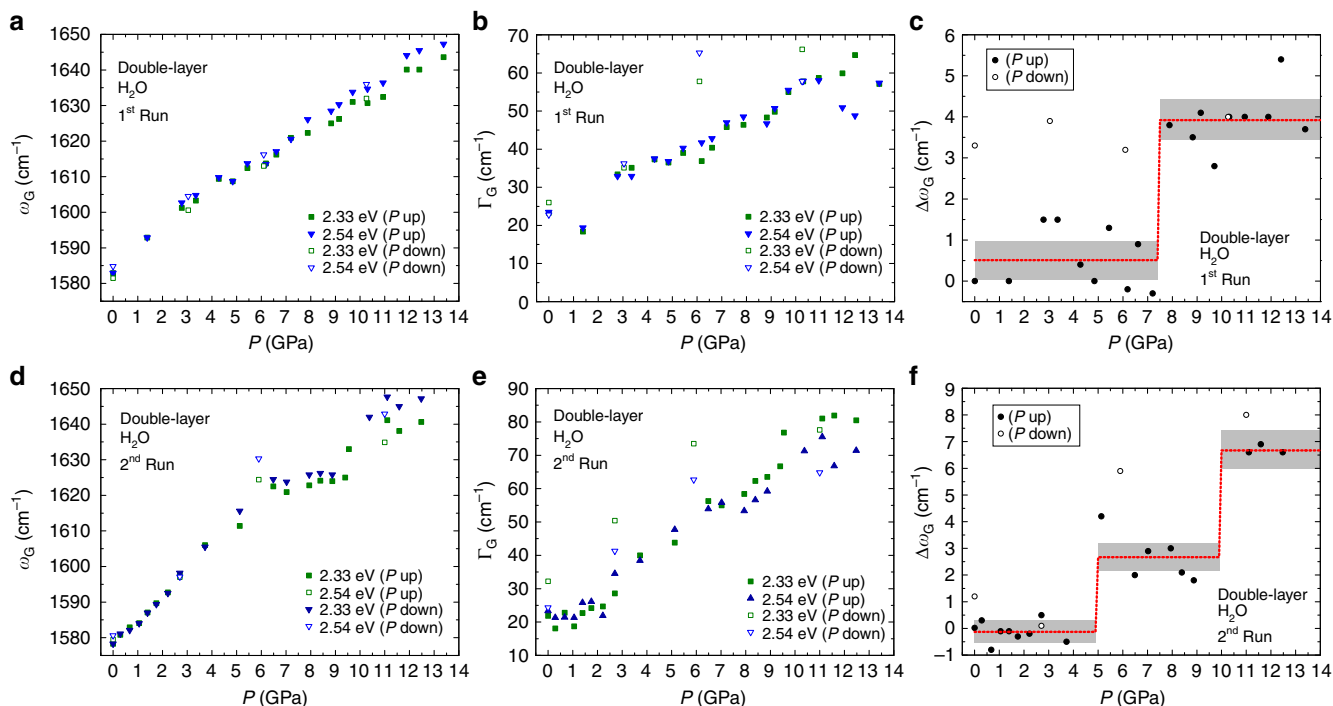 a
ω_G (cm⁻¹)
1650
1640
1630
1620
1610
1600
1590
1580
Double-layer
H₂O
1ˢᵗ Run
2.33 eV (P up)
2.54 eV (P up)
2.33 eV (P down)
2.54 eV (P down)
0 1 2 3 4 5 6 7 8 9 10 11 12 13 14
P (GPa)
b
Γ_G (cm⁻¹)
70
60
50
40
30
20
10
0
Double-layer
H₂O
1ˢᵗ Run
2.33 eV (P up)
2.54 eV (P up)
2.33 eV (P down)
2.54 eV (P down)
0 1 2 3 4 5 6 7 8 9 10 11 12 13 14
P (GPa)
c
Δω_G (cm⁻¹)
6
5
4
3
2
1
0
(P up)
(P down)
Double-layer
H₂O
1ˢᵗ Run
0 1 2 3 4 5 6 7 8 9 10 11 12 13 14
P (GPa)
d
ω_G (cm⁻¹)
1650
1640
1630
1620
1610
1600
1590
1580
Double-layer
H₂O
2ⁿᵈ Run
2.33 eV (P up)
2.54 eV (P up)
2.33 eV (P down)
2.54 eV (P down)
0 1 2 3 4 5 6 7 8 9 10 11 12 13 14
P (GPa)
e
Γ_G (cm⁻¹)
90
80
70
60
50
40
30
20
10
Double-layer
H₂O
2ⁿᵈ Run
2.33 eV (P up)
2.54 eV (P up)
2.33 eV (P down)
2.54 eV (P down)
0 1 2 3 4 5 6 7 8 9 10 11 12 13 14
P (GPa)
f
Δω_G (cm⁻¹)
9
8
7
6
5
4
3
2
1
0
−1
(P up)
(P down)
Double-layer
H₂O
2ⁿᵈ Run
0 1 2 3 4 5 6 7 8 9 10 11 12 13 14
P (GPa)